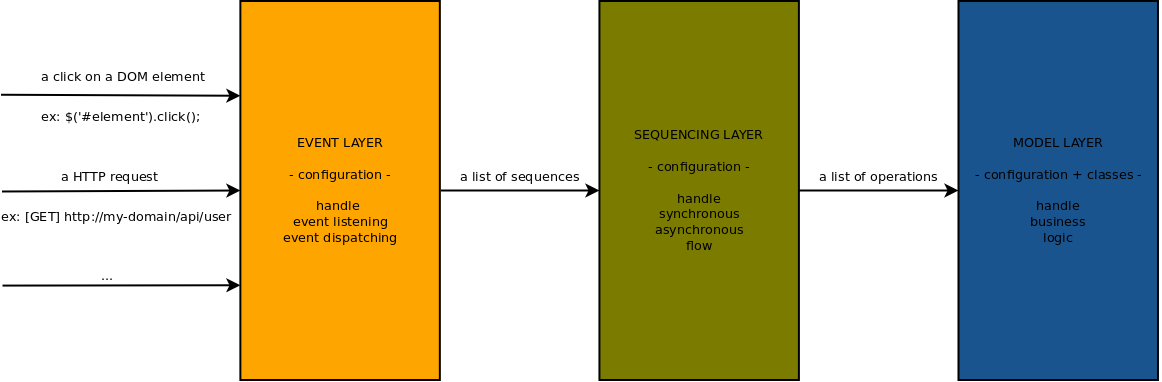 a click on a DOM element
ex: $('#element').click();
a HTTP request
ex: [GET] http://my-domain/api/user
...
EVENT LAYER
- configuration -
handle
event listening
event dispatching
a list of sequences
SEQUENCING LAYER
- configuration -
handle
synchronous
asynchronous
flow
a list of operations
MODEL LAYER
- configuration + classes -
handle
business
logic